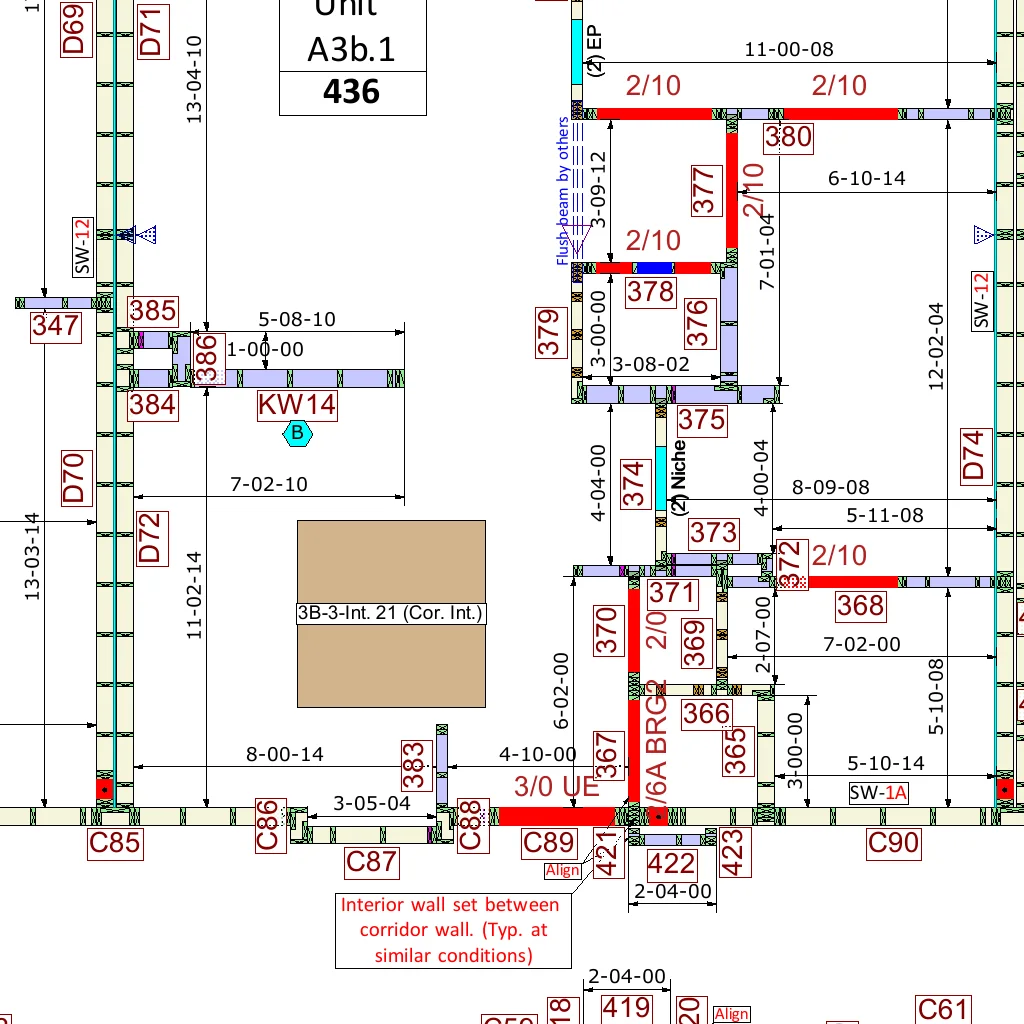 Unit
A3b.1
436
D69
D71
13-04-10
(2) EP
11-00-08
2/10
2/10
380
Flush beam by others
3-09-12
377
2/10
6-10-14
SW-12
2/10
7-01-04
378
SW-12
347
385
5-08-10
386
1-00-00
379
3-00-00
376
3-08-02
12-02-04
384
KW14
B
375
D70
7-02-10
4-04-00
374
(2) Niche
4-00-04
8-09-08
D74
13-03-14
D72
5-11-08
373
372
2/10
11-02-14
371
368
3B-3-Int. 21 (Cor. Int.)
370
2/0
369
2-07-00
7-02-00
6-02-00
5-10-08
366
8-00-14
383
4-10-00
367
365
3-00-00
5-10-14
3/0 UE
2/6A BRG2
SW-1A
3-05-04
C85
C86
C87
C88
C89
421
422
423
C90
Align
2-04-00
Interior wall set between
corridor wall. (Typ. at
similar conditions)
2-04-00
419
Align
C61